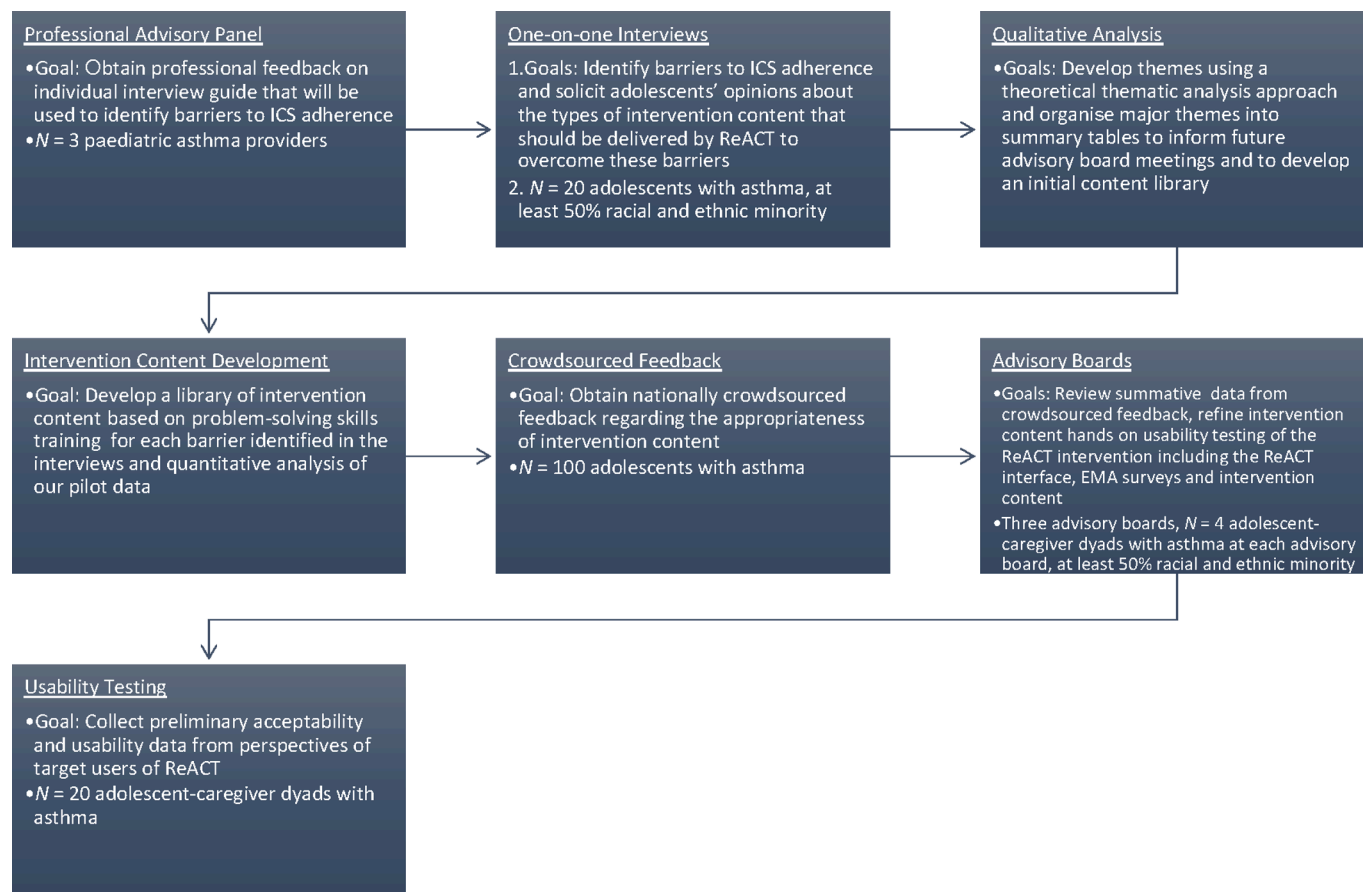 Professional Advisory Panel
•Goal: Obtain professional feedback on
individual interview guide that will be
used to identify barriers to ICS adherence
•N = 3 paediatric asthma providers
One-on-one Interviews
1.Goals: Identify barriers to ICS adherence
and solicit adolescents' opinions about
the types of intervention content that
should be delivered by ReACT to
overcome these barriers
2. N = 20 adolescents with asthma, at
least 50% racial and ethnic minority
Qualitative Analysis
•Goals: Develop themes using a
theoretical thematic analysis approach
and organise major themes into
summary tables to inform future
advisory board meetings and to develop
an initial content library
Intervention Content Development
•Goal: Develop a library of intervention
content based on problem-solving skills
training for each barrier identified in the
interviews and quantitative analysis of
our pilot data
Crowdsourced Feedback
•Goal: Obtain nationally crowdsourced
feedback regarding the appropriateness
of intervention content
•N = 100 adolescents with asthma
Advisory Boards
•Goals: Review summative data from
crowdsourced feedback, refine intervention
content hands on usability testing of the
ReACT intervention including the ReACT
interface, EMA surveys and intervention
content
•Three advisory boards, N = 4 adolescent-
caregiver dyads with asthma at each advisory
board, at least 50% racial and ethnic minority
Usability Testing
•Goal: Collect preliminary acceptability
and usability data from perspectives of
target users of ReACT
•N = 20 adolescent-caregiver dyads with
asthma